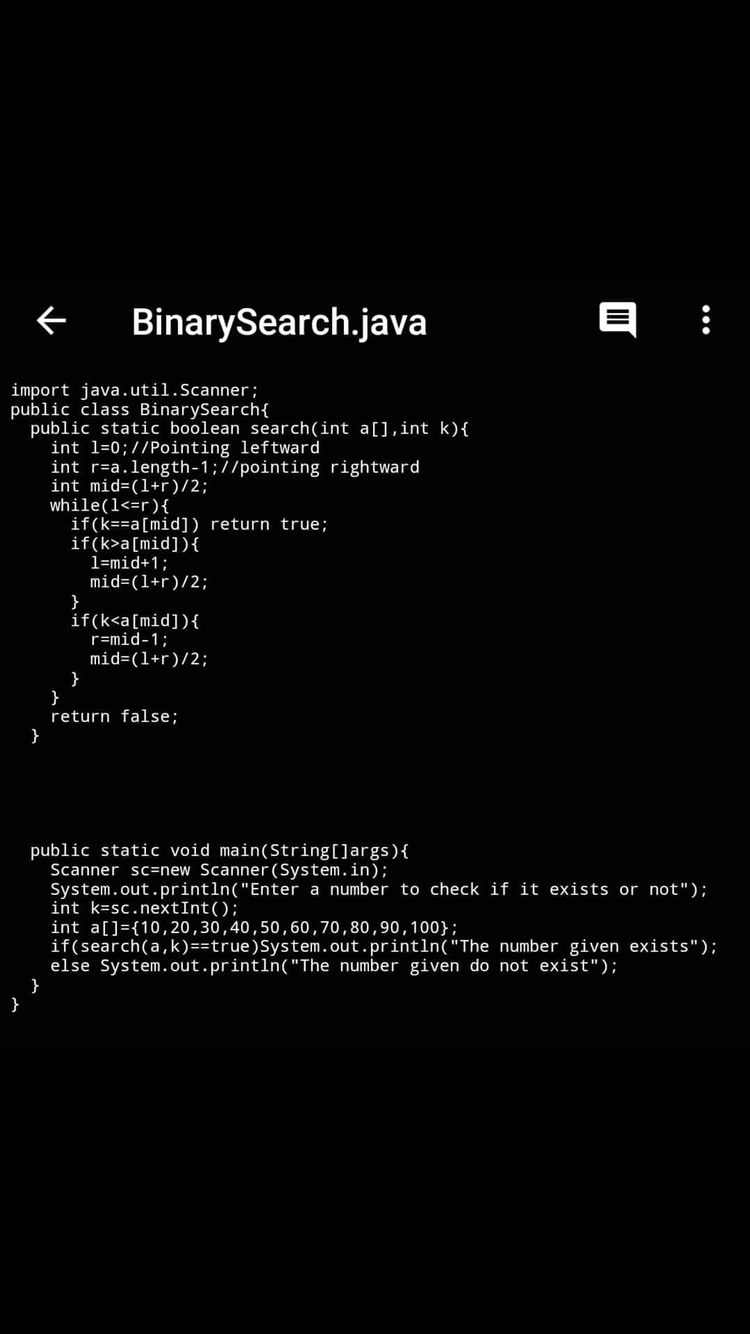 BinarySearch.java
import java.util.Scanner;
public class BinarySearch{
  public static boolean search(int a[],int k){
    int l=0;//Pointing leftward
    int r=a.length-1;//pointing rightward
    int mid=(l+r)/2;
    while(l<=r){
      if(k==a[mid]) return true;
      if(k>a[mid]){
        l=mid+1;
        mid=(l+r)/2;
      }
      if(k<a[mid]){
        r=mid-1;
        mid=(l+r)/2;
      }
    }
    return false;
  }
  public static void main(String[]args){
    Scanner sc=new Scanner(System.in);
    System.out.println("Enter a number to check if it exists or not");
    int k=sc.nextInt();
    int a[]={10,20,30,40,50,60,70,80,90,100};
    if(search(a,k)==true)System.out.println("The number given exists");
    else System.out.println("The number given do not exist");
  }
}